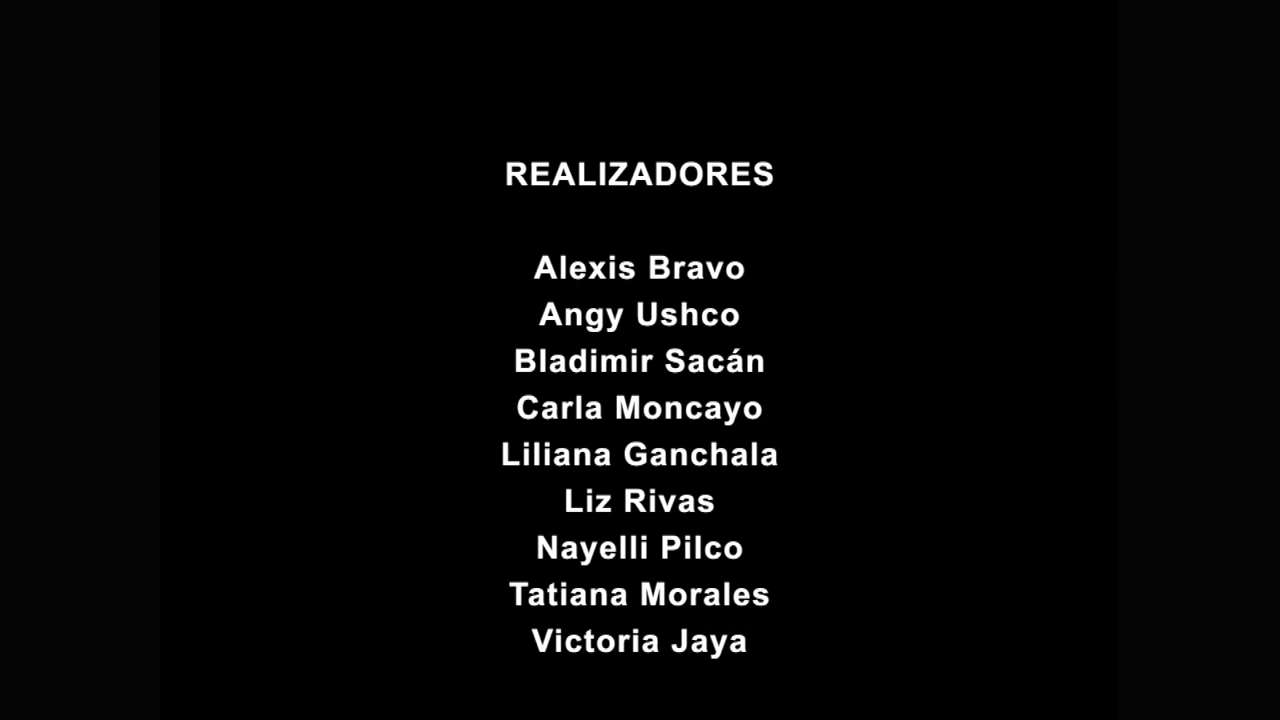 REALIZADORES
Alexis Bravo
Angy Ushco
Bladimir Sacán
Carla Moncayo
Liliana Ganchala
Liz Rivas
Nayelli Pilco
Tatiana Morales
Victoria Jaya